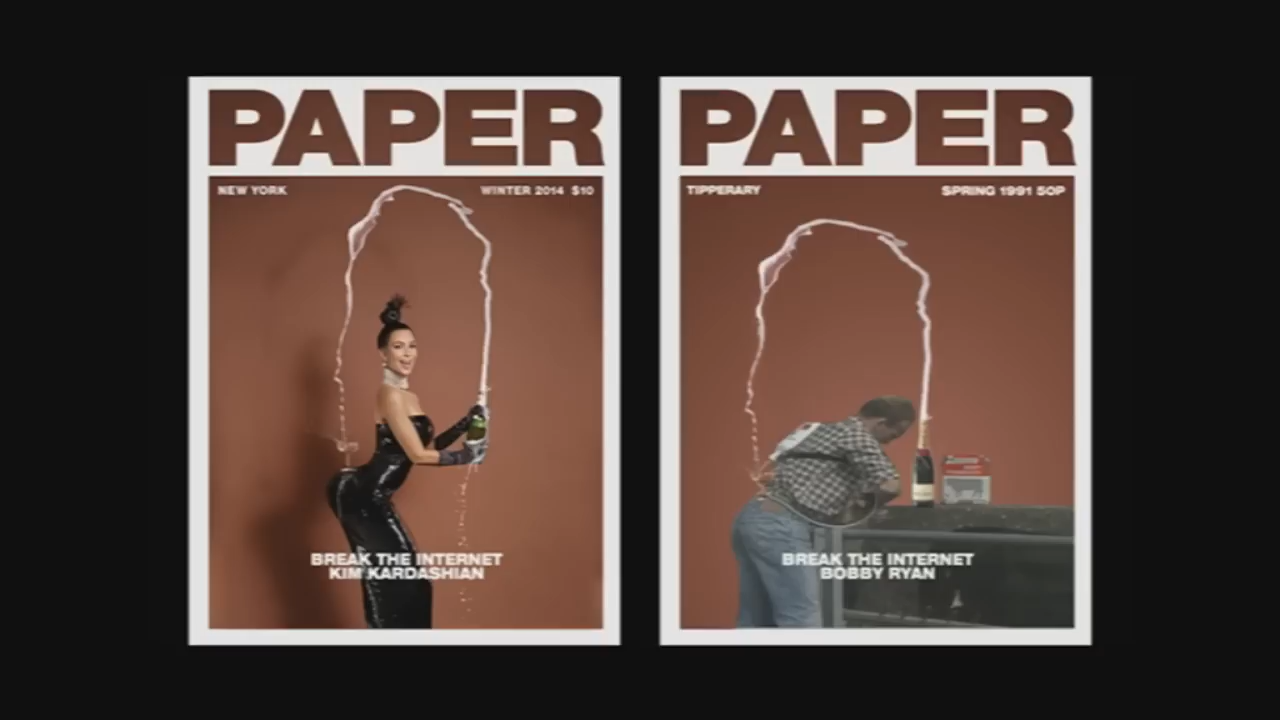 PAPER
NEW YORK
WINTER 2014 $10
BREAK THE INTERNET
KIM KARDASHIAN
PAPER
TIPPERARY
SPRING 1991 50P
BREAK THE INTERNET
BOBBY RYAN